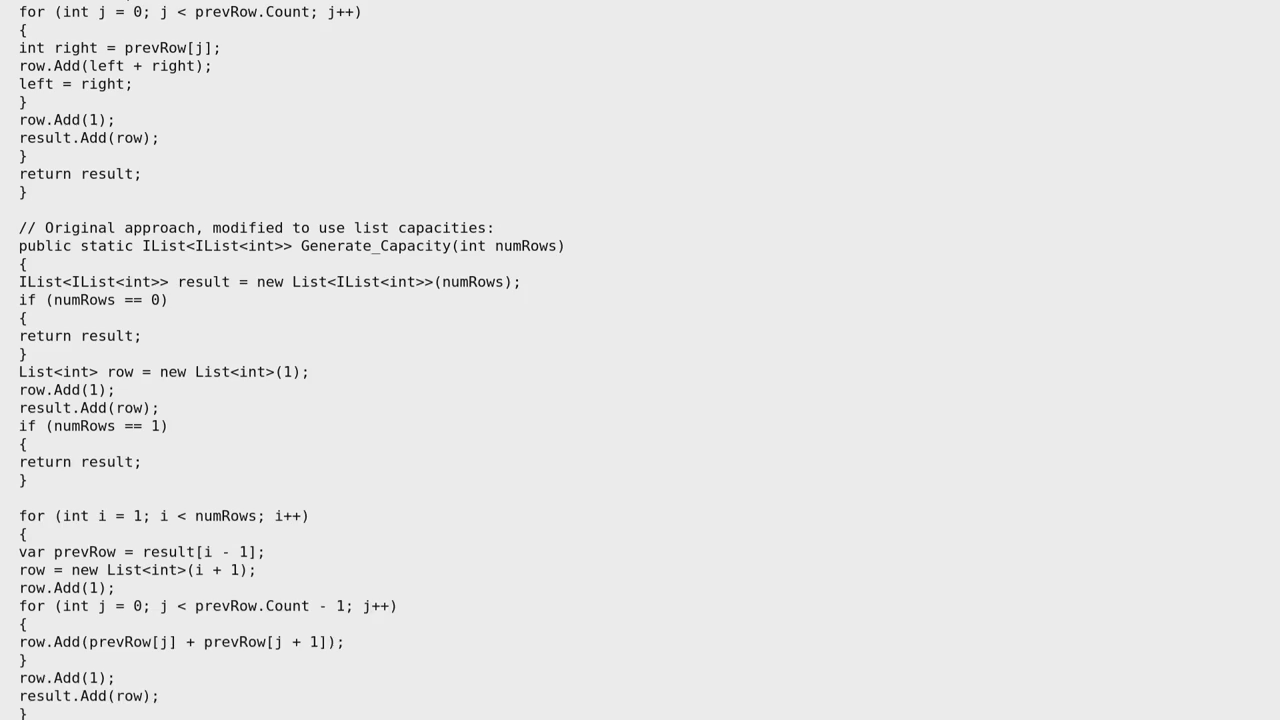 for (int j = 0; j < prevRow.Count; j++)
{
int right = prevRow[j];
row.Add(left + right);
left = right;
}
row.Add(1);
result.Add(row);
}
return result;
}

// Original approach, modified to use list capacities:
public static IList<IList<int>> Generate_Capacity(int numRows)
{
IList<IList<int>> result = new List<IList<int>>(numRows);
if (numRows == 0)
{
return result;
}
List<int> row = new List<int>(1);
row.Add(1);
result.Add(row);
if (numRows == 1)
{
return result;
}

for (int i = 1; i < numRows; i++)
{
var prevRow = result[i - 1];
row = new List<int>(i + 1);
row.Add(1);
for (int j = 0; j < prevRow.Count - 1; j++)
{
row.Add(prevRow[j] + prevRow[j + 1]);
}
row.Add(1);
result.Add(row);
}